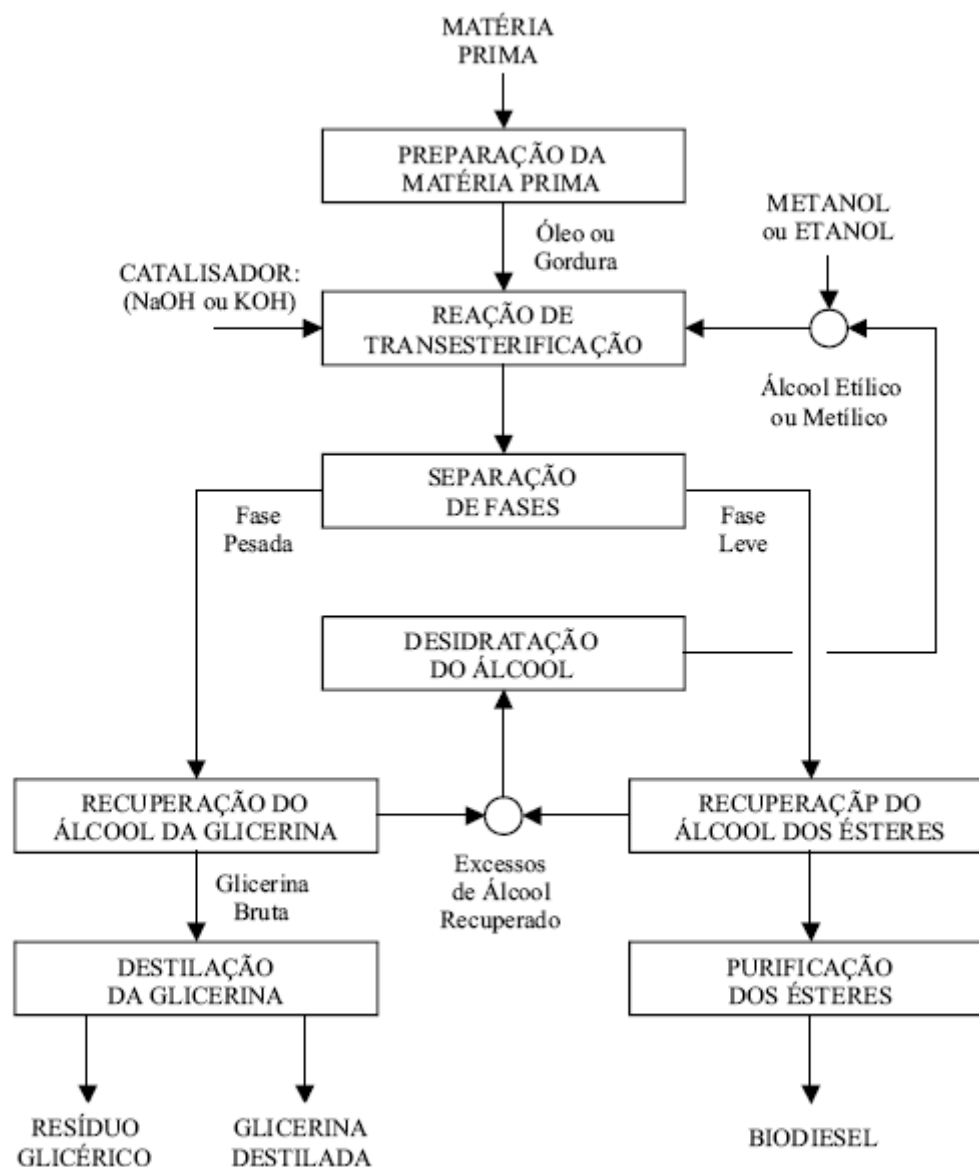 MATÉRIA
PRIMA
PREPARAÇÃO DA
MATÉRIA PRIMA
Óleo ou
Gordura
METANOL
ou ETANOL
CATALISADOR:
(NaOH ou KOH)
REAÇÃO DE
TRANSESTERIFICAÇÃO
Álcool Etílico
ou Metílico
SEPARAÇÃO
DE FASES
Fase
Pesada
Fase
Leve
DESIDRATAÇÃO
DO ÁLCOOL
RECUPERAÇÃO DO
ÁLCOOL DA GLICERINA
RECUPERAÇÃP DO
ÁLCOOL DOS ÉSTERES
Excessos
de Álcool
Recuperado
Glicerina
Bruta
DESTILAÇÃO
DA GLICERINA
PURIFICAÇÃO
DOS ÉSTERES
RESÍDUO
GLICÉRICO
GLICERINA
DESTILADA
BIODIESEL